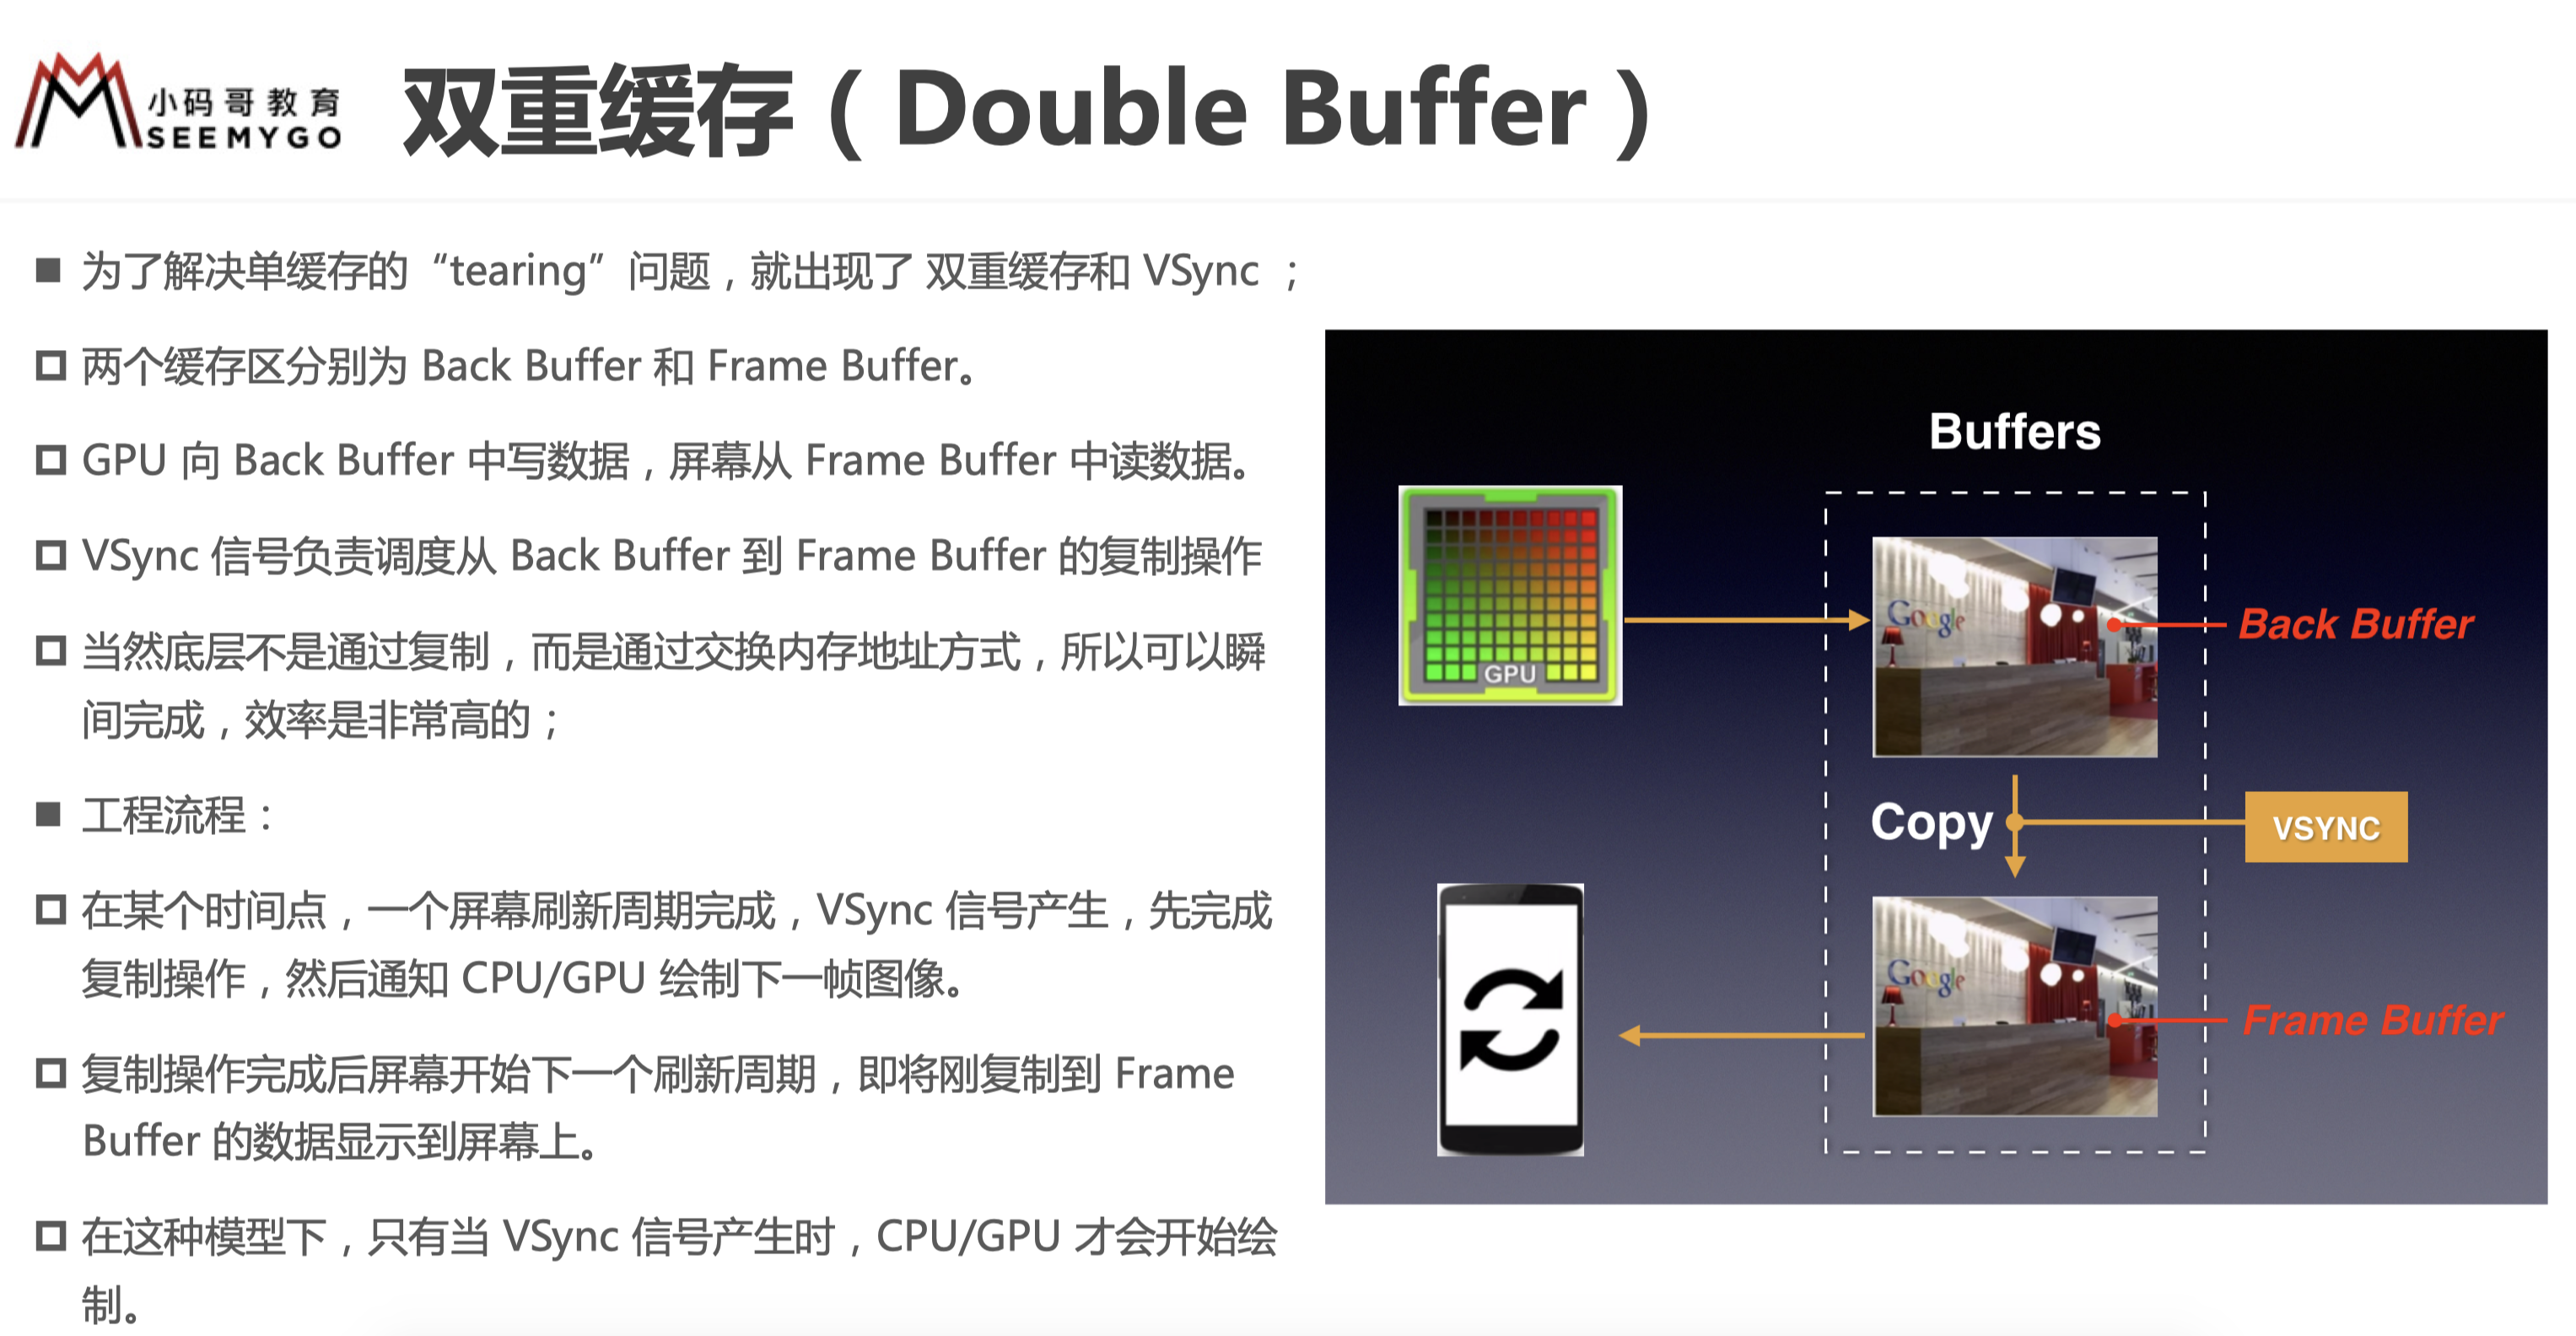 小码哥教育
SEEMYGO
双重缓存（Double Buffer）
为了解决单缓存的“tearing”问题，就出现了 双重缓存和 VSync ；
两个缓存区分别为 Back Buffer 和 Frame Buffer。
GPU 向 Back Buffer 中写数据，屏幕从 Frame Buffer 中读数据。
VSync 信号负责调度从 Back Buffer 到 Frame Buffer 的复制操作
当然底层不是通过复制，而是通过交换内存地址方式，所以可以瞬
间完成，效率是非常高的；
工程流程：
在某个时间点，一个屏幕刷新周期完成，VSync 信号产生，先完成
复制操作，然后通知 CPU/GPU 绘制下一帧图像。
复制操作完成后屏幕开始下一个刷新周期，即将刚复制到 Frame
Buffer 的数据显示到屏幕上。
在这种模型下，只有当 VSync 信号产生时，CPU/GPU 才会开始绘
制。
Buffers
GPU
Google
Back Buffer
Copy
VSYNC
Google
Frame Buffer